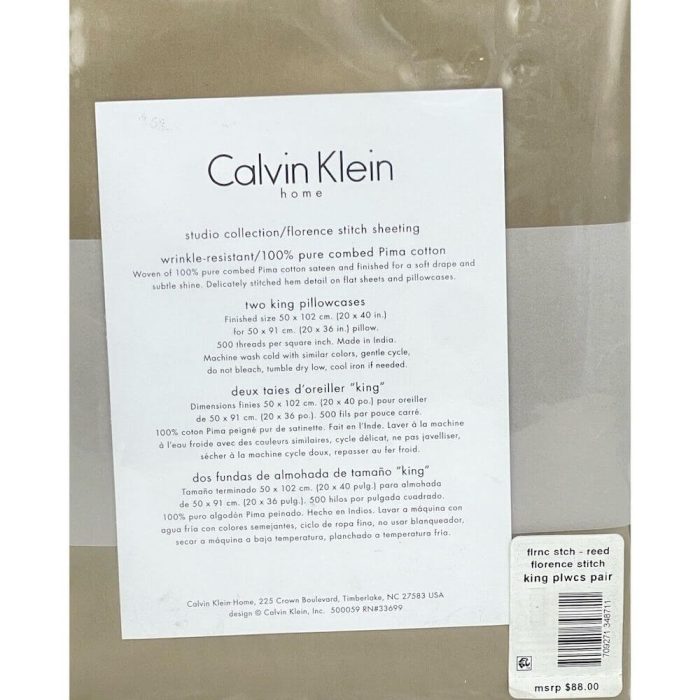 Calvin Klein
home
studio collection/florence stitch sheeting
wrinkle-resistant/100% pure combed Pima cotton
Woven of 100% pure combed Pima cotton sateen and finished for a soft drape and
subtle shine. Delicately stitched hem detail on flat sheets and pillowcases.
two king pillowcases
Finished size 50 x 102 cm. (20 x 40 in.)
for 50 x 91 cm. (20 x 36 in.) pillow.
500 threads per square inch. Made in India.
Machine wash cold with similar colors, gentle cycle,
do not bleach, tumble dry low, cool iron if needed.
deux taies d'oreiller "king"
Dimensions finies 50 x 102 cm. (20 x 40 po.) pour oreiller
de 50 x 91 cm. (20 x 36 po.). 500 fils par pouce carré.
100% coton Pima peigné pur de satinette. Fait en l'Inde. Laver à la machine
à l'eau froide avec des couleurs similaires, cycle délicat, ne pas javelliser,
sécher à la machine cycle doux, repasser au fer froid.
dos fundas de almohada de tamaño "king"
Tamaño terminado 50 x 102 cm. (20 x 40 pulg.) para almohada
de 50 x 91 cm. (20 x 36 pulg.). 500 hilos por pulgada cuadrado.
100% puro algodón Pima peinado. Hecho en Indios. Lavar a máquina con
agua fria con colores semejantes, ciclo de ropa fina, no usar blanqueador,
secar a máquina a baja temperatura, planchado a temperatura fria.
Calvin Klein Home, 225 Crown Boulevard, Timberlake, NC 27583 USA
design © Calvin Klein, Inc. 500059 RN#33699
flrnc stch - reed
florence stitch
king plwcs pair
709271 348711
msrp $88.00